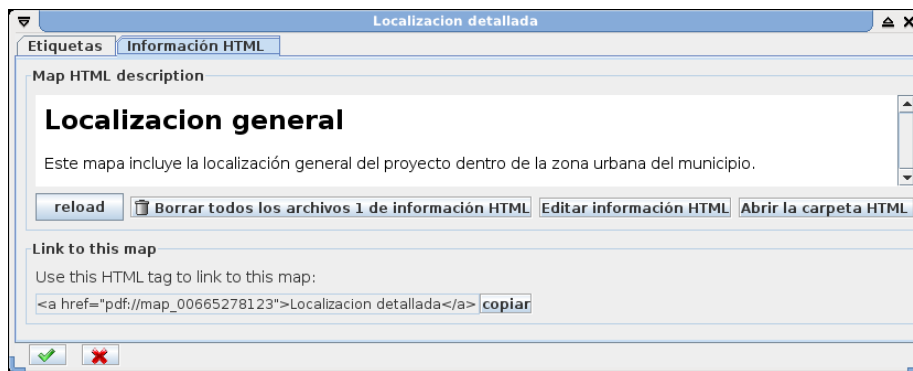 Localizacion detallada
Etiquetas Información HTML
Map HTML description
Localizacion general
Este mapa incluye la localización general del proyecto dentro de la zona urbana del municipio.
reload Borrar todos los archivos 1 de información HTML Editar información HTML Abrir la carpeta HTML
Link to this map
Use this HTML tag to link to this map:
<a href="pdf://map_00665278123">Localizacion detallada</a> copiar